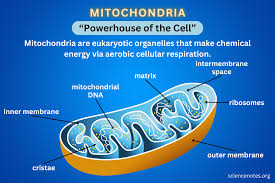 MITOCHONDRIA
“Powerhouse of the Cell”
Mitochondria are eukaryotic organelles that make chemical
energy via aerobic cellular respiration.
intermembrane
space
matrix
mitochondrial
DNA
ribosomes
inner membrane
outer membrane
cristae
sciencenotes.org